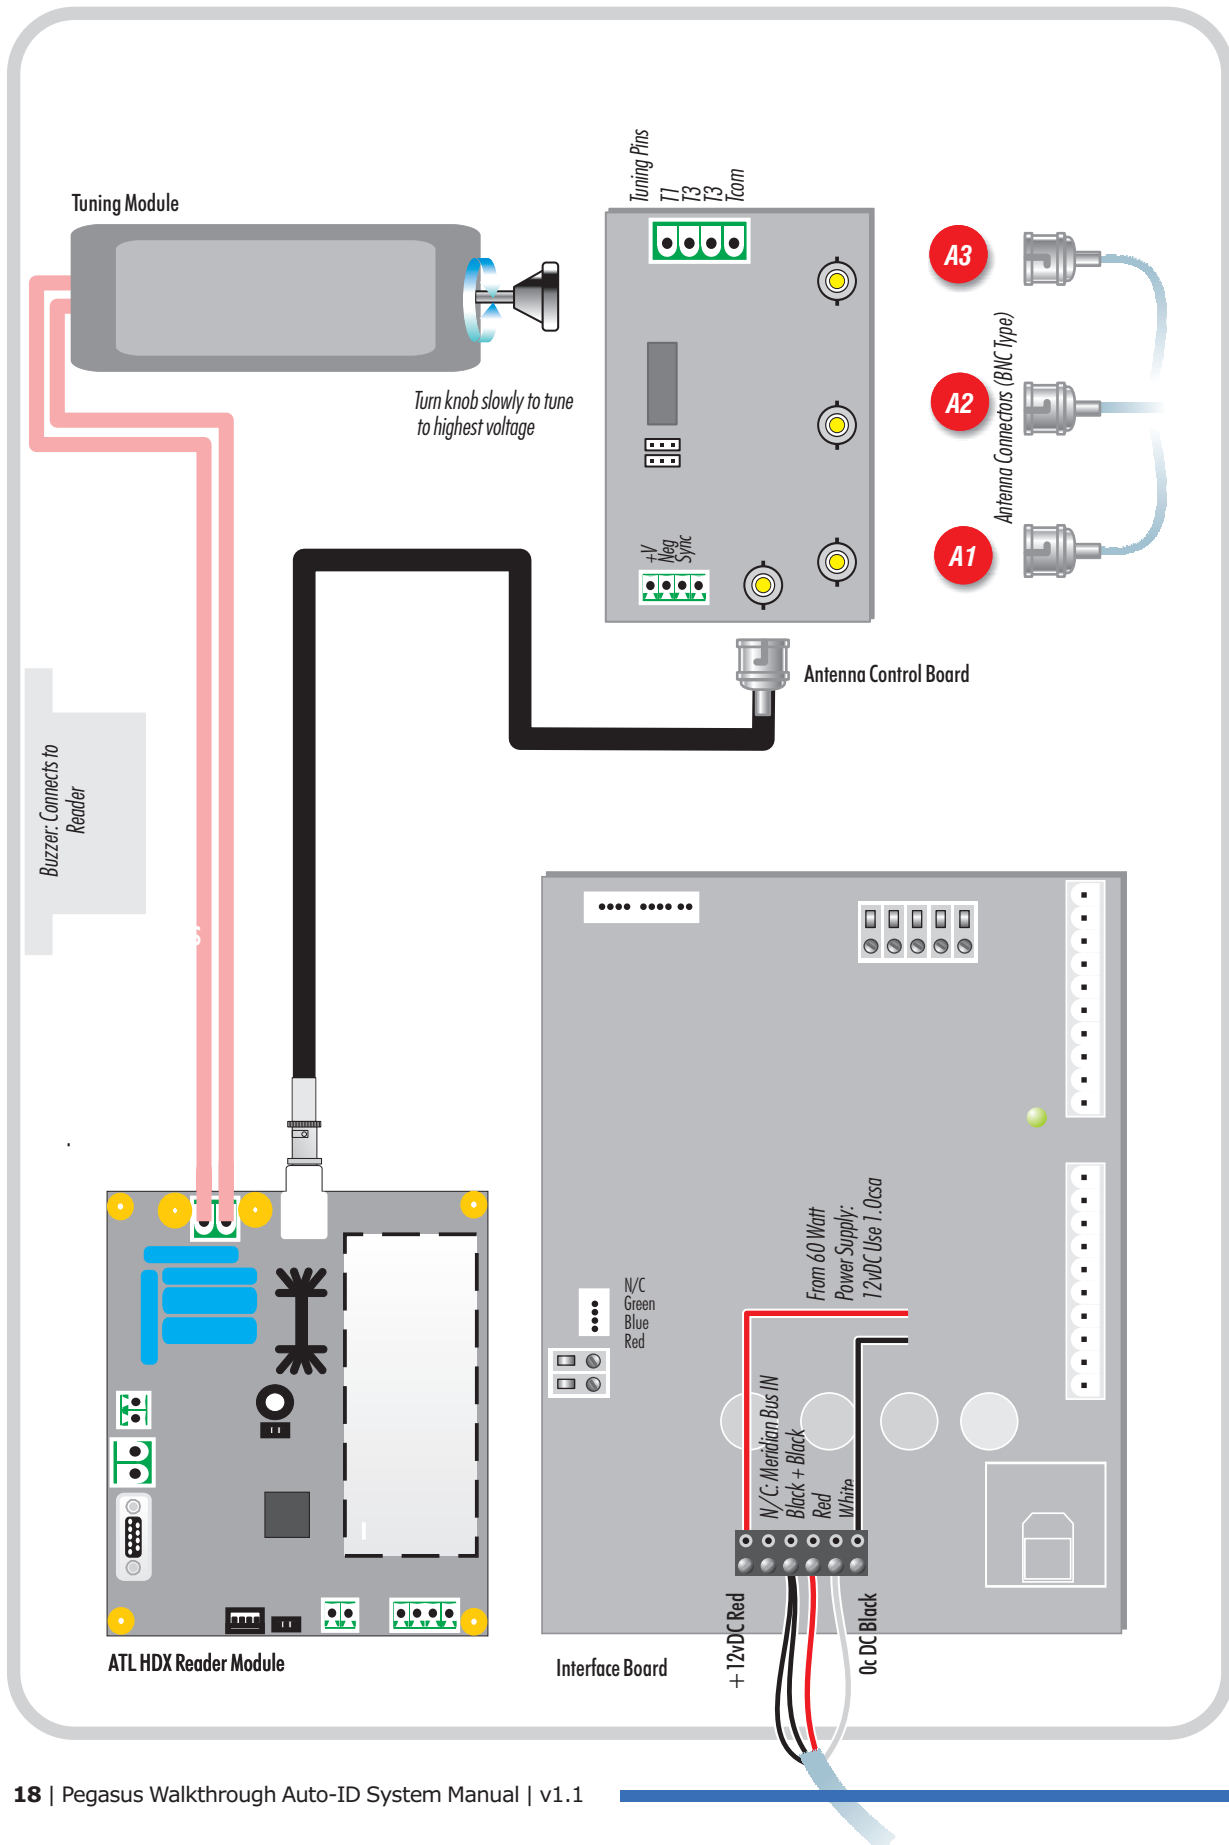 Tuning Module
Turn knob slowly to tune
to highest voltage
Tuning Pins
T1
T3
T3
Tcom
+V
Neg
Sync
A3
A2
A1
Antenna Connectors (BNC Type)
Antenna Control Board
Buzzer: Connects to
Reader
ATL HDX Reader Module
N/C
Green
Blue
Red
From 60 Watt
Power Supply:
12vDC Use 1.0csa
N/C: Meridian Bus IN
Black + Black
Red
White
+12vDC Red
0c DC Black
Interface Board
18 | Pegasus Walkthrough Auto-ID System Manual | v1.1